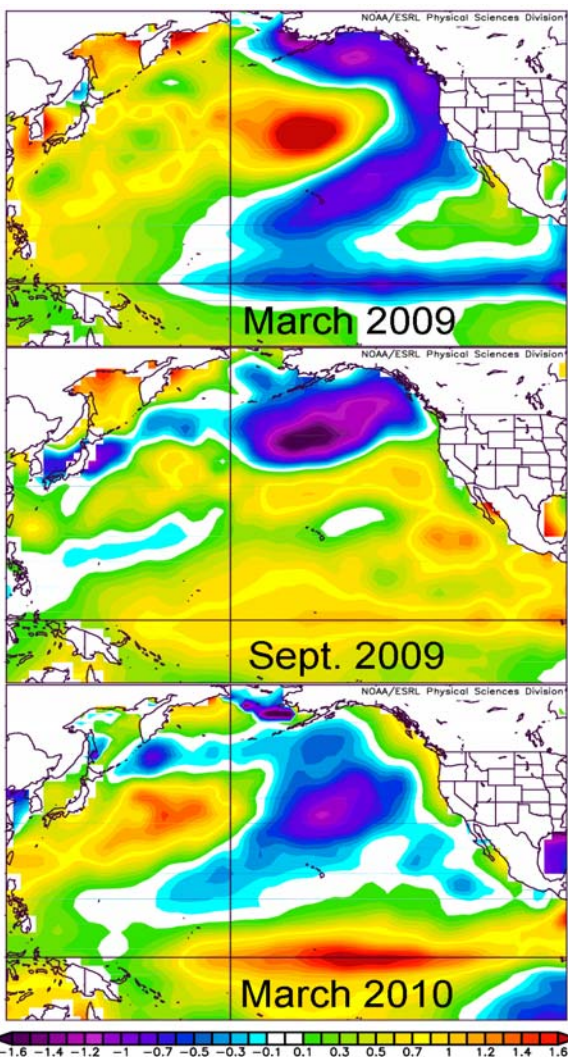 NOAA/ESRL Physical Sciences Division
March 2009
NOAA/ESRL Physical Sciences Division
Sept. 2009
NOAA/ESRL Physical Sciences Division
March 2010
-1.6 -1.4 -1.2 -1 -0.7 -0.5 -0.3 -0.1 0.1 0.3 0.5 0.7 1 1.2 1.4 1.6